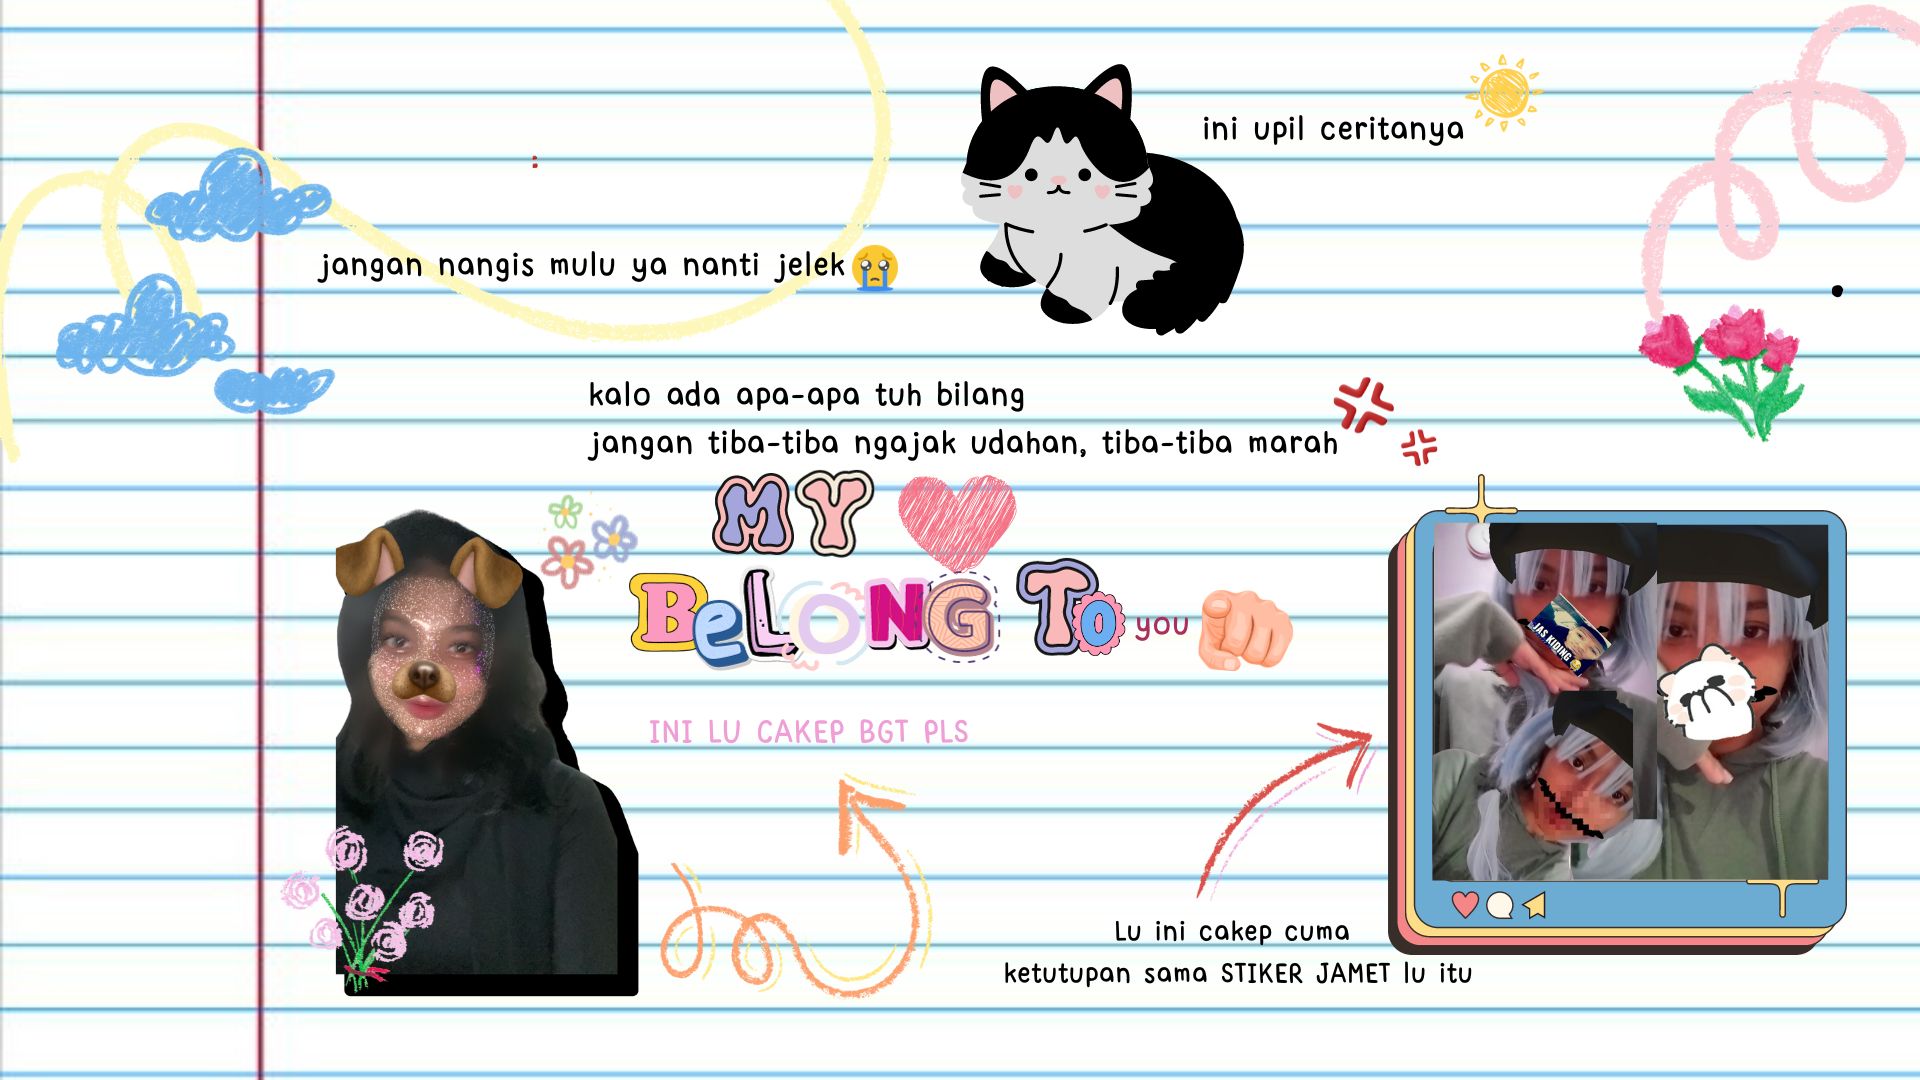 ini upil ceritanya
:
jangan nangis mulu ya nanti jelek
kalo ada apa-apa tuh bilang
jangan tiba-tiba ngajak udahan, tiba-tiba marah
MY
BeLONG To you
JAS KIDING
INI LU CAKEP BGT PLS
Lu ini cakep cuma
ketutupan sama STIKER JAMET lu itu